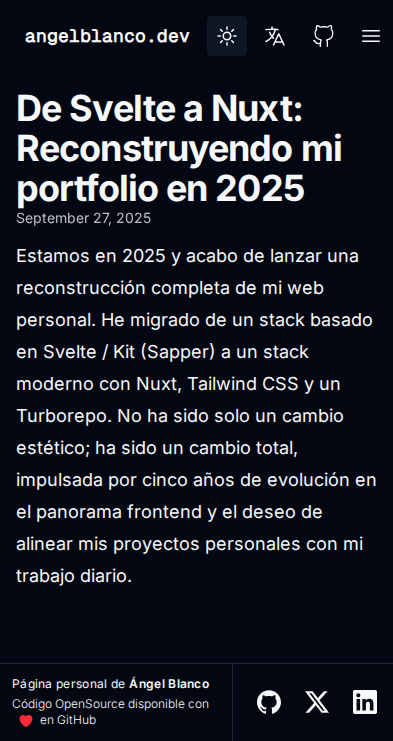 angelblanco.dev
De Svelte a Nuxt:
Reconstruyendo mi
portfolio en 2025
September 27, 2025
Estamos en 2025 y acabo de lanzar una
reconstrucción completa de mi web
personal. He migrado de un stack basado
en Svelte / Kit (Sapper) a un stack
moderno con Nuxt, Tailwind CSS y un
Turborepo. No ha sido solo un cambio
estético; ha sido un cambio total,
impulsada por cinco años de evolución en
el panorama frontend y el deseo de
alinear mis proyectos personales con mi
trabajo diario.
Página personal de Ángel Blanco
Código OpenSource disponible con
en GitHub